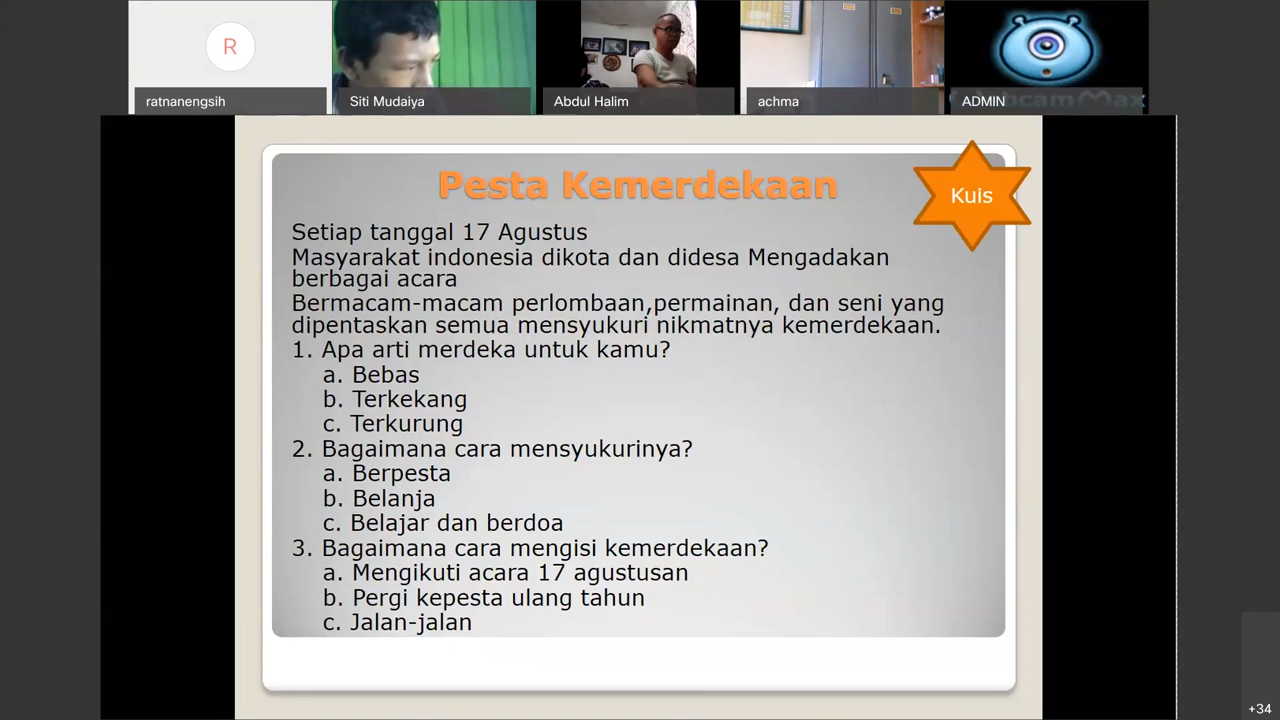 R
ratnanengsih
Siti Mudaiya
Abdul Halim
achma
ADMIN
Pesta Kemerdekaan
Kuis
Setiap tanggal 17 Agustus
Masyarakat indonesia dikota dan didesa Mengadakan
berbagai acara
Bermacam-macam perlombaan,permainan, dan seni yang
dipentaskan semua mensyukuri nikmatnya kemerdekaan.
1. Apa arti merdeka untuk kamu?
a. Bebas
b. Terkekang
c. Terkurung
2. Bagaimana cara mensyukurinya?
a. Berpesta
b. Belanja
c. Belajar dan berdoa
3. Bagaimana cara mengisi kemerdekaan?
a. Mengikuti acara 17 agustusan
b. Pergi kepesta ulang tahun
c. Jalan-jalan
+34